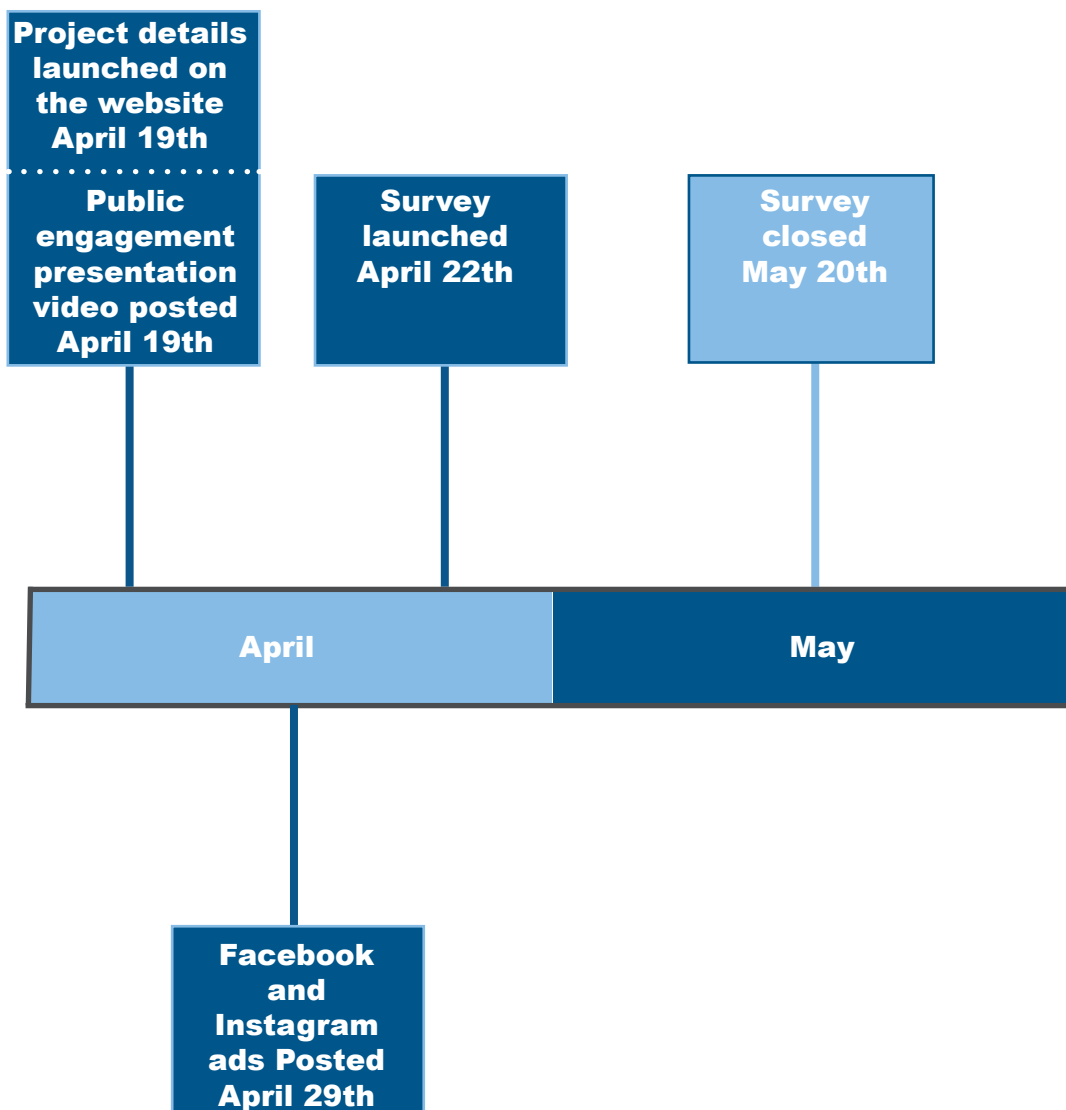 Project details
launched on
the website
April 19th
Public
engagement
presentation
video posted
April 19th
Survey
launched
April 22th
Survey
closed
May 20th
April
May
Facebook
and
Instagram
ads Posted
April 29th